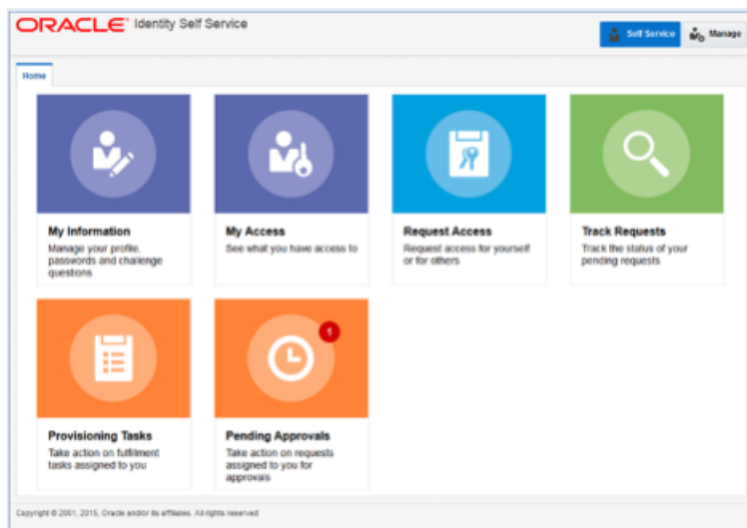 ORACLE® Identity Self Service
Self Service
Manage
Home
My Information
Manage your profile,
passwords and challenge
questions
My Access
See what you have access to
Request Access
Request access for yourself
or for others
Track Requests
Track the status of your
pending requests
1
Provisioning Tasks
Take action on fulfilment
tasks assigned to you
Pending Approvals
Take action on requests
assigned to you for
approvals
Copyright © 2001, 2015, Oracle and/or its affiliates. All rights reserved